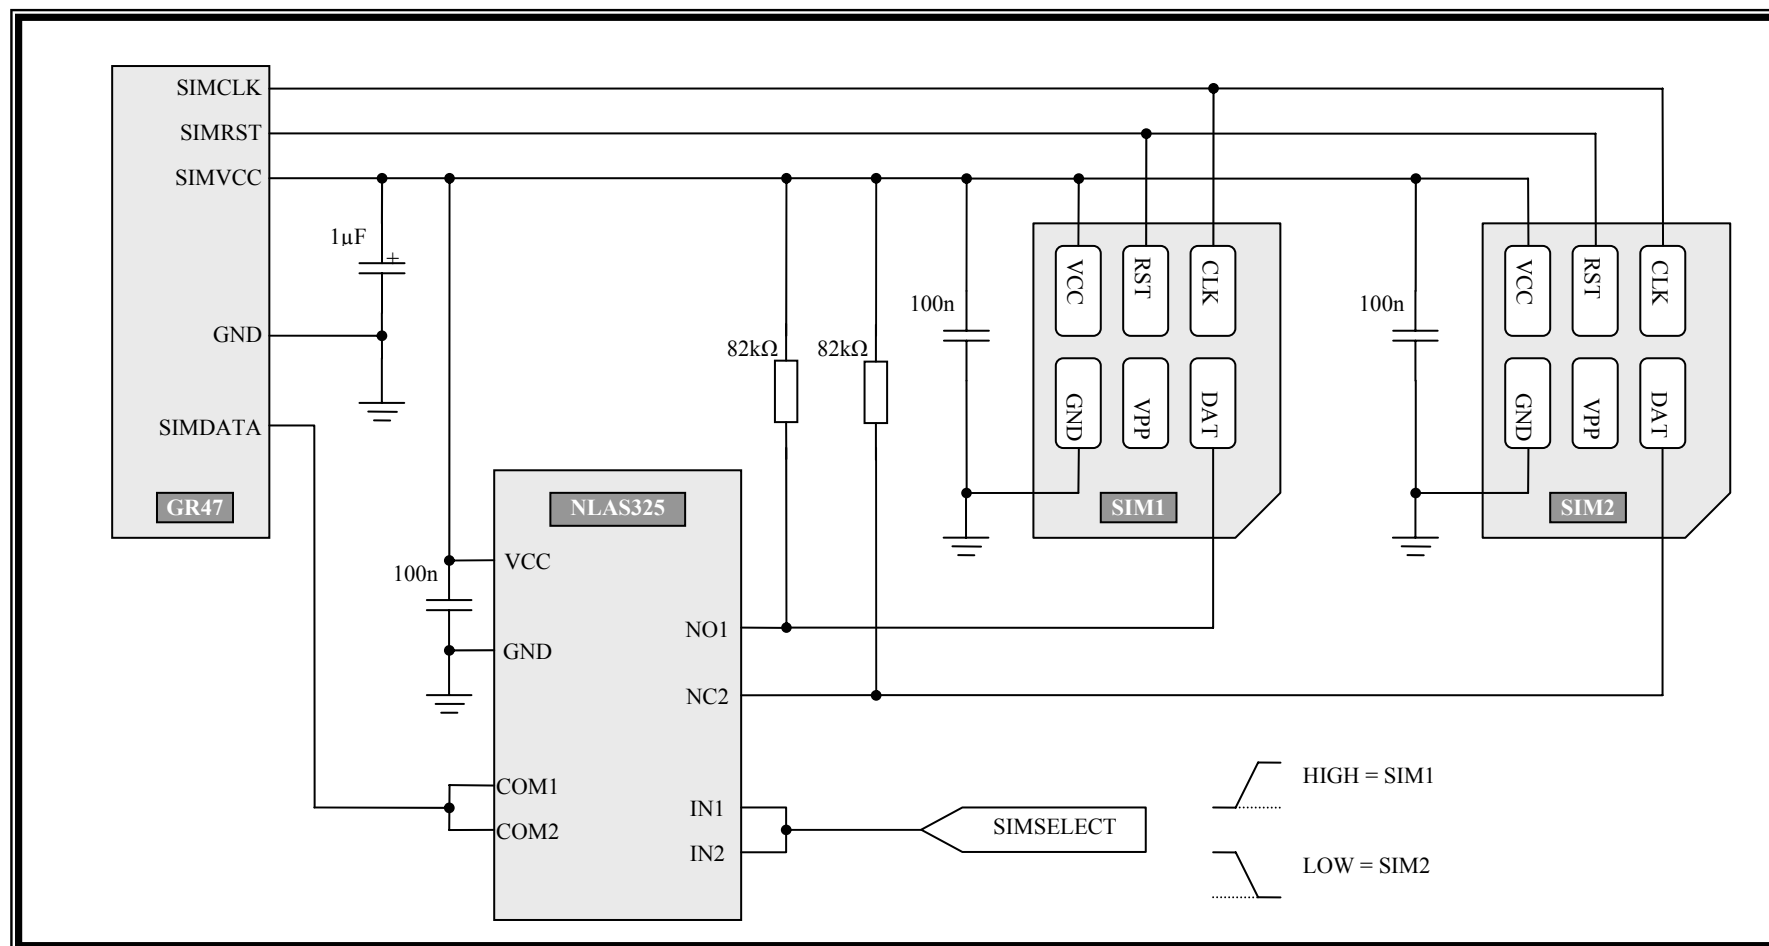 SIMCLK
SIMRST
SIMVCC
1µF
+
GND
SIMDATA
GR47
NLAS325
VCC
100n
GND
COM1
COM2
NO1
NC2
IN1
IN2
82kΩ
82kΩ
100n
VCC
RST
CLK
GND
VPP
DAT
SIM1
100n
VCC
RST
CLK
GND
VPP
DAT
SIM2
SIMSELECT
HIGH = SIM1
LOW = SIM2